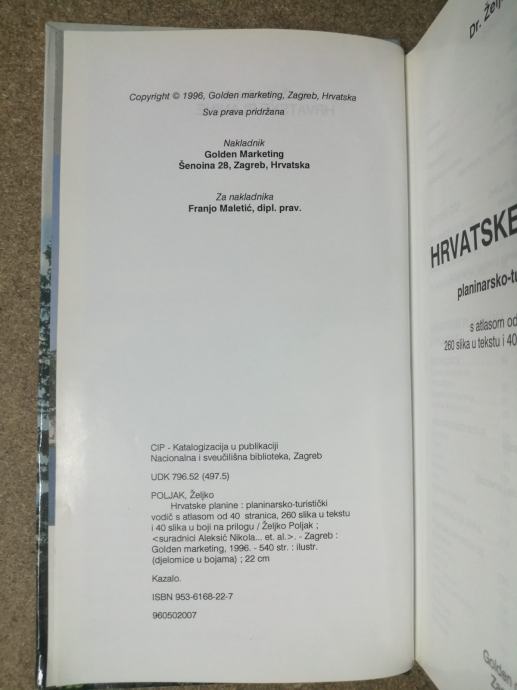 Copyright © 1996, Golden marketing, Zagreb, Hrvatska
Sva prava pridržana
Nakladnik
Golden Marketing
Šenoina 28, Zagreb, Hrvatska
Za nakladnika
Franjo Maletić, dipl. prav.
CIP - Katalogizacija u publikaciji
Nacionalna i sveučilišna biblioteka, Zagreb
UDK 796.52 (497.5)
POLJAK, Željko
Hrvatske planine : planinarsko-turistički
vodič s atlasom od 40 stranica, 260 slika u tekstu
i 40 slika u boji na prilogu / Željko Poljak ;
<suradnici Aleksić Nikola... et. al.>. - Zagreb :
Golden marketing, 1996. - 540 str. : ilustr.
(djelomice u bojama) ; 22 cm
Kazalo.
ISBN 953-6168-22-7
960502007
Dr. Želj
HRVATSKE
planinarsko-tu
s atlasom od
260 slika u tekstu i 40
Golden